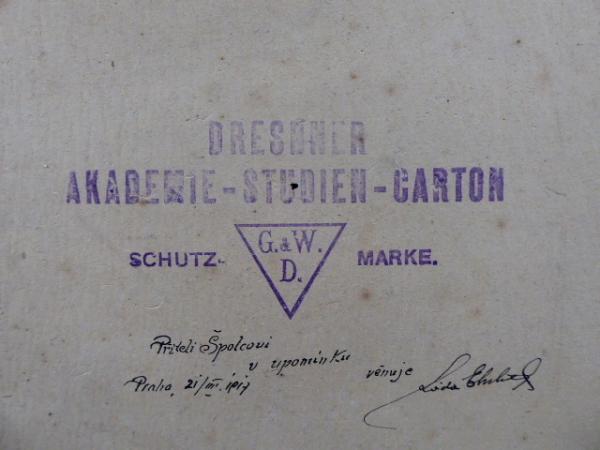 DRESDNER
AKADEMIE-STUDIEN-CARTON
SCHUTZ- G.&W. D. MARKE.
Příteli Špolcovi
v upomínku
Praha, 21/III. 1917 věnuje